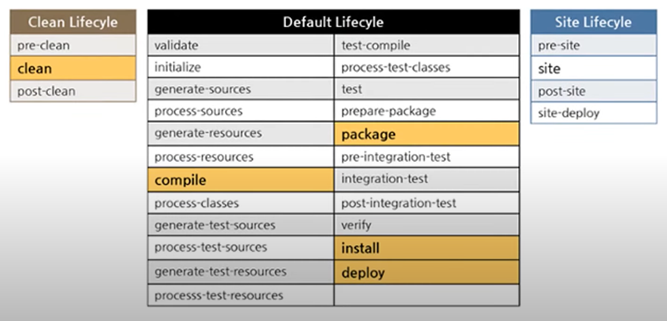 Clean Lifecyle
pre-clean
clean
post-clean
Default Lifecyle
validate
initialize
generate-sources
process-sources
generate-resources
process-resources
compile
process-classes
generate-test-sources
process-test-sources
generate-test-resources
processs-test-resources
test-compile
process-test-classes
test
prepare-package
package
pre-integration-test
integration-test
post-integration-test
verify
install
deploy
Site Lifecyle
pre-site
site
post-site
site-deploy